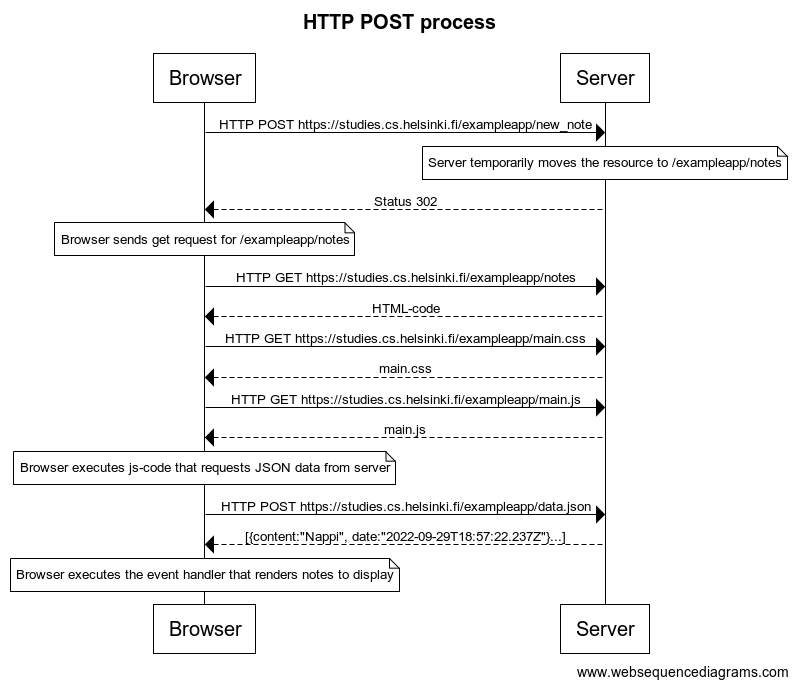 HTTP POST process
Browser
Server
HTTP POST https://studies.cs.helsinki.fi/exampleapp/new_note
Server temporarily moves the resource to /exampleapp/notes
Status 302
Browser sends get request for /exampleapp/notes
HTTP GET https://studies.cs.helsinki.fi/exampleapp/notes
HTML-code
HTTP GET https://studies.cs.helsinki.fi/exampleapp/main.css
main.css
HTTP GET https://studies.cs.helsinki.fi/exampleapp/main.js
main.js
Browser executes js-code that requests JSON data from server
HTTP POST https://studies.cs.helsinki.fi/exampleapp/data.json
[{content:"Nappi", date:"2022-09-29T18:57:22.237Z"}...]
Browser executes the event handler that renders notes to display
Browser
Server
www.websequencediagrams.com